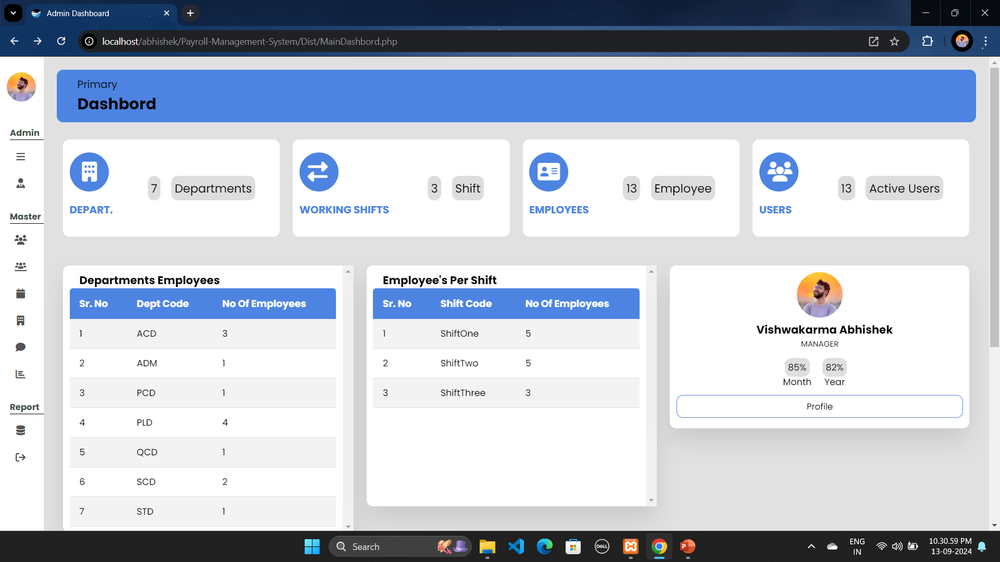 Admin Dashboard
localhost/abhishek/Payroll-Management-System/Dist/MainDashbord.php
Primary
Dashbord
Admin
Master
Report
7 Departments
DEPART.
3 Shift
WORKING SHIFTS
13 Employee
EMPLOYEES
13 Active Users
USERS
Departments Employees
Sr. No Dept Code No Of Employees
1 ACD 3
2 ADM 1
3 PCD 1
4 PLD 4
5 QCD 1
6 SCD 2
7 STD 1
Employee's Per Shift
Sr. No Shift Code No Of Employees
1 ShiftOne 5
2 ShiftTwo 5
3 ShiftThree 3
Vishwakarma Abhishek
MANAGER
85% 82%
Month Year
Profile
Search
DELL
P
ENG
IN
10.30.59 PM
13-09-2024